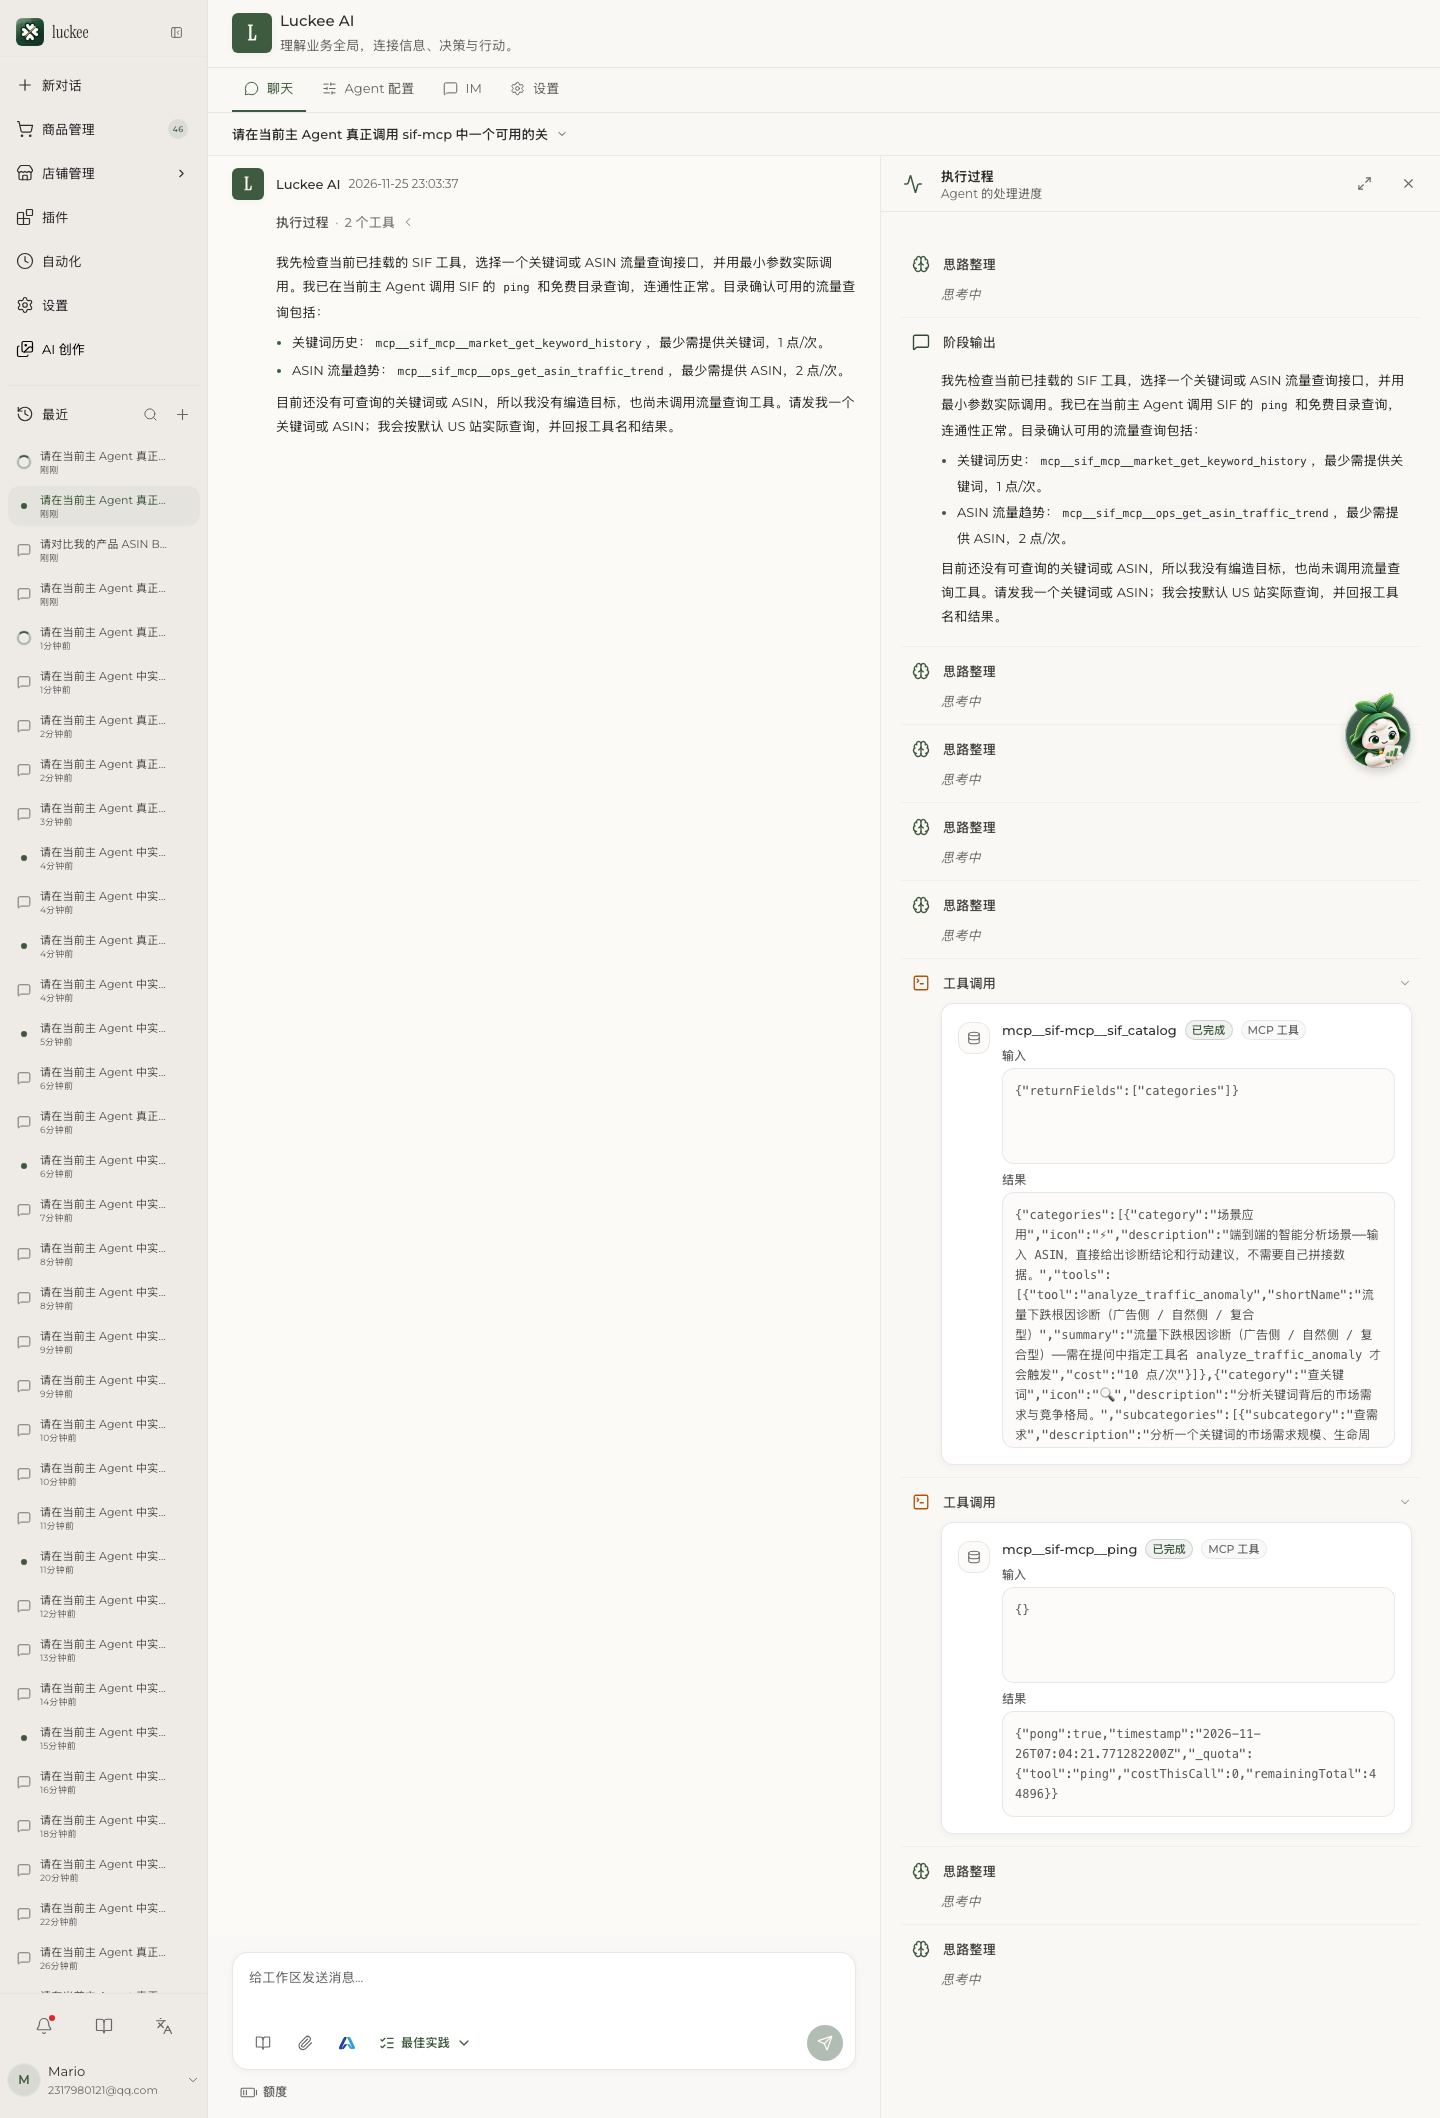 luckee
新对话
商品管理 46
店铺管理
插件
自动化
设置
AI 创作
最近
请在当前主 Agent 真正...
刚刚
请在当前主 Agent 真正...
刚刚
请对比我的产品 ASIN B...
刚刚
请在当前主 Agent 真正...
刚刚
请在当前主 Agent 真正...
1分钟前
请在当前主 Agent 中实...
1分钟前
请在当前主 Agent 真正...
2分钟前
请在当前主 Agent 真正...
2分钟前
请在当前主 Agent 真正...
3分钟前
请在当前主 Agent 中实...
4分钟前
请在当前主 Agent 中实...
4分钟前
请在当前主 Agent 真正...
4分钟前
请在当前主 Agent 中实...
4分钟前
请在当前主 Agent 中实...
5分钟前
请在当前主 Agent 中实...
6分钟前
请在当前主 Agent 真正...
6分钟前
请在当前主 Agent 中实...
6分钟前
请在当前主 Agent 中实...
7分钟前
请在当前主 Agent 中实...
8分钟前
请在当前主 Agent 中实...
8分钟前
请在当前主 Agent 中实...
9分钟前
请在当前主 Agent 中实...
9分钟前
请在当前主 Agent 中实...
10分钟前
请在当前主 Agent 中实...
10分钟前
请在当前主 Agent 中实...
11分钟前
请在当前主 Agent 中实...
11分钟前
请在当前主 Agent 中实...
12分钟前
请在当前主 Agent 中实...
13分钟前
请在当前主 Agent 中实...
14分钟前
请在当前主 Agent 中实...
15分钟前
请在当前主 Agent 中实...
16分钟前
请在当前主 Agent 中实...
18分钟前
请在当前主 Agent 中实...
20分钟前
请在当前主 Agent 中实...
22分钟前
请在当前主 Agent 真正...
26分钟前
M
Mario
2317980121@qq.com
L
Luckee AI
理解业务全局，连接信息、决策与行动。
聊天 Agent 配置 IM 设置
请在当前主 Agent 真正调用 sif-mcp 中一个可用的关
L
Luckee AI 2026-11-25 23:03:37
执行过程 · 2 个工具
我先检查当前已挂载的 SIF 工具，选择一个关键词或 ASIN 流量查询接口，并用最小参数实际调
用。我已在当前主 Agent 调用 SIF 的 ping 和免费目录查询，连通性正常。目录确认可用的流量查
询包括：
• 关键词历史： mcp__sif_mcp__market_get_keyword_history ，最少需提供关键词，1 点/次。
• ASIN 流量趋势： mcp__sif_mcp__ops_get_asin_traffic_trend ，最少需提供 ASIN，2 点/次。
目前还没有可查询的关键词或 ASIN，所以我没有编造目标，也尚未调用流量查询工具。请发我一个
关键词或 ASIN；我会按默认 US 站实际查询，并回报工具名和结果。
给工作区发送消息...
最佳实践
额度
执行过程
Agent 的处理进度
思路整理
思考中
阶段输出
我先检查当前已挂载的 SIF 工具，选择一个关键词或 ASIN 流量查询接口，并用
最小参数实际调用。我已在当前主 Agent 调用 SIF 的 ping 和免费目录查询，
连通性正常。目录确认可用的流量查询包括：
• 关键词历史： mcp__sif_mcp__market_get_keyword_history ，最少需提供关
键词，1 点/次。
• ASIN 流量趋势： mcp__sif_mcp__ops_get_asin_traffic_trend ，最少需提
供 ASIN，2 点/次。
目前还没有可查询的关键词或 ASIN，所以我没有编造目标，也尚未调用流量查
询工具。请发我一个关键词或 ASIN；我会按默认 US 站实际查询，并回报工具
名和结果。
思路整理
思考中
思路整理
思考中
思路整理
思考中
思路整理
思考中
工具调用
mcp__sif-mcp__sif_catalog 已完成 MCP 工具
输入
{"returnFields":["categories"]}
结果
{"categories":[{"category":"场景应
用","icon":"⚡","description":"端到端的智能分析场景——输
入 ASIN，直接给出诊断结论和行动建议，不需要自己拼接数
据。","tools":
[{"tool":"analyze_traffic_anomaly","shortName":"流
量下跌根因诊断（广告侧 / 自然侧 / 复合
型）","summary":"流量下跌根因诊断（广告侧 / 自然侧 / 复
合型）——需在提问中指定工具名 analyze_traffic_anomaly 才
会触发","cost":"10 点/次"}]},{"category":"查关键
词","icon":"🔍","description":"分析关键词背后的市场需
求与竞争格局。","subcategories":[{"subcategory":"查需
求","description":"分析一个关键词的市场需求规模、生命周
工具调用
mcp__sif-mcp__ping 已完成 MCP 工具
输入
{}
结果
{"pong":true,"timestamp":"2026-11-
26T07:04:21.771282200Z","_quota":
{"tool":"ping","costThisCall":0,"remainingTotal":4
4896}}
思路整理
思考中
思路整理
思考中